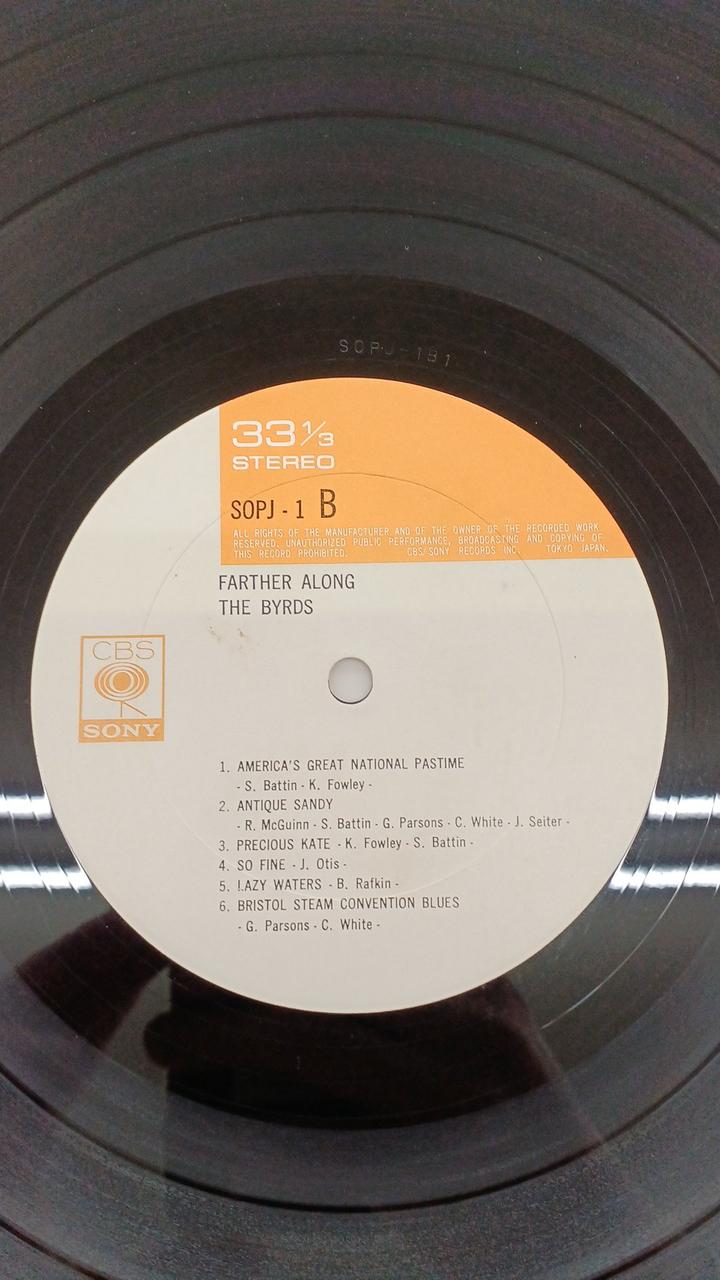 SOPJ-1B1
33 1/3
STEREO
SOPJ - 1 B
ALL RIGHTS OF THE MANUFACTURER AND OF THE OWNER OF THE RECORDED WORK
RESERVED. UNAUTHORIZED PUBLIC PERFORMANCE, BROADCASTING AND COPYING OF
THIS RECORD PROHIBITED. CBS/SONY RECORDS INC. TOKYO JAPAN.
FARTHER ALONG
THE BYRDS
CBS
SONY
1. AMERICA'S GREAT NATIONAL PASTIME
- S. Battin - K. Fowley -
2. ANTIQUE SANDY
- R. McGuinn - S. Battin - G. Parsons - C. White - J. Seiter -
3. PRECIOUS KATE - K. Fowley - S. Battin -
4. SO FINE - J. Otis -
5. LAZY WATERS - B. Rafkin -
6. BRISTOL STEAM CONVENTION BLUES
- G. Parsons - C. White -